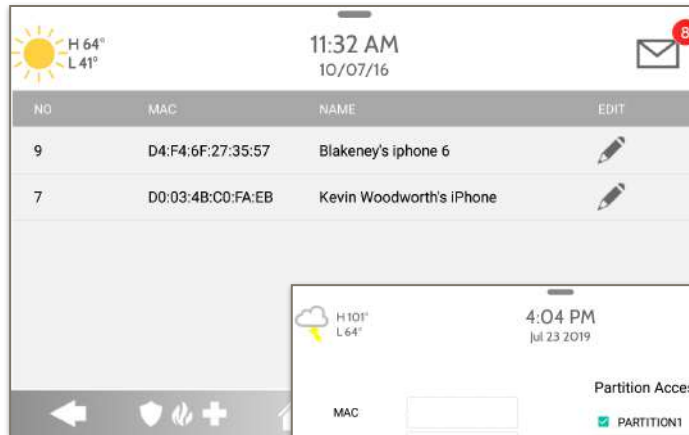 H 64°
L 41°
11:32 AM
10/07/16
8
NO MAC NAME EDIT
9 D4:F4:6F:27:35:57 Blakeney's iphone 6
7 D0:03:4B:C0:FA:EB Kevin Woodworth's iPhone
H 101°
L 64°
4:04 PM
Jul 23 2019
Partition Acces
MAC
PARTITION1